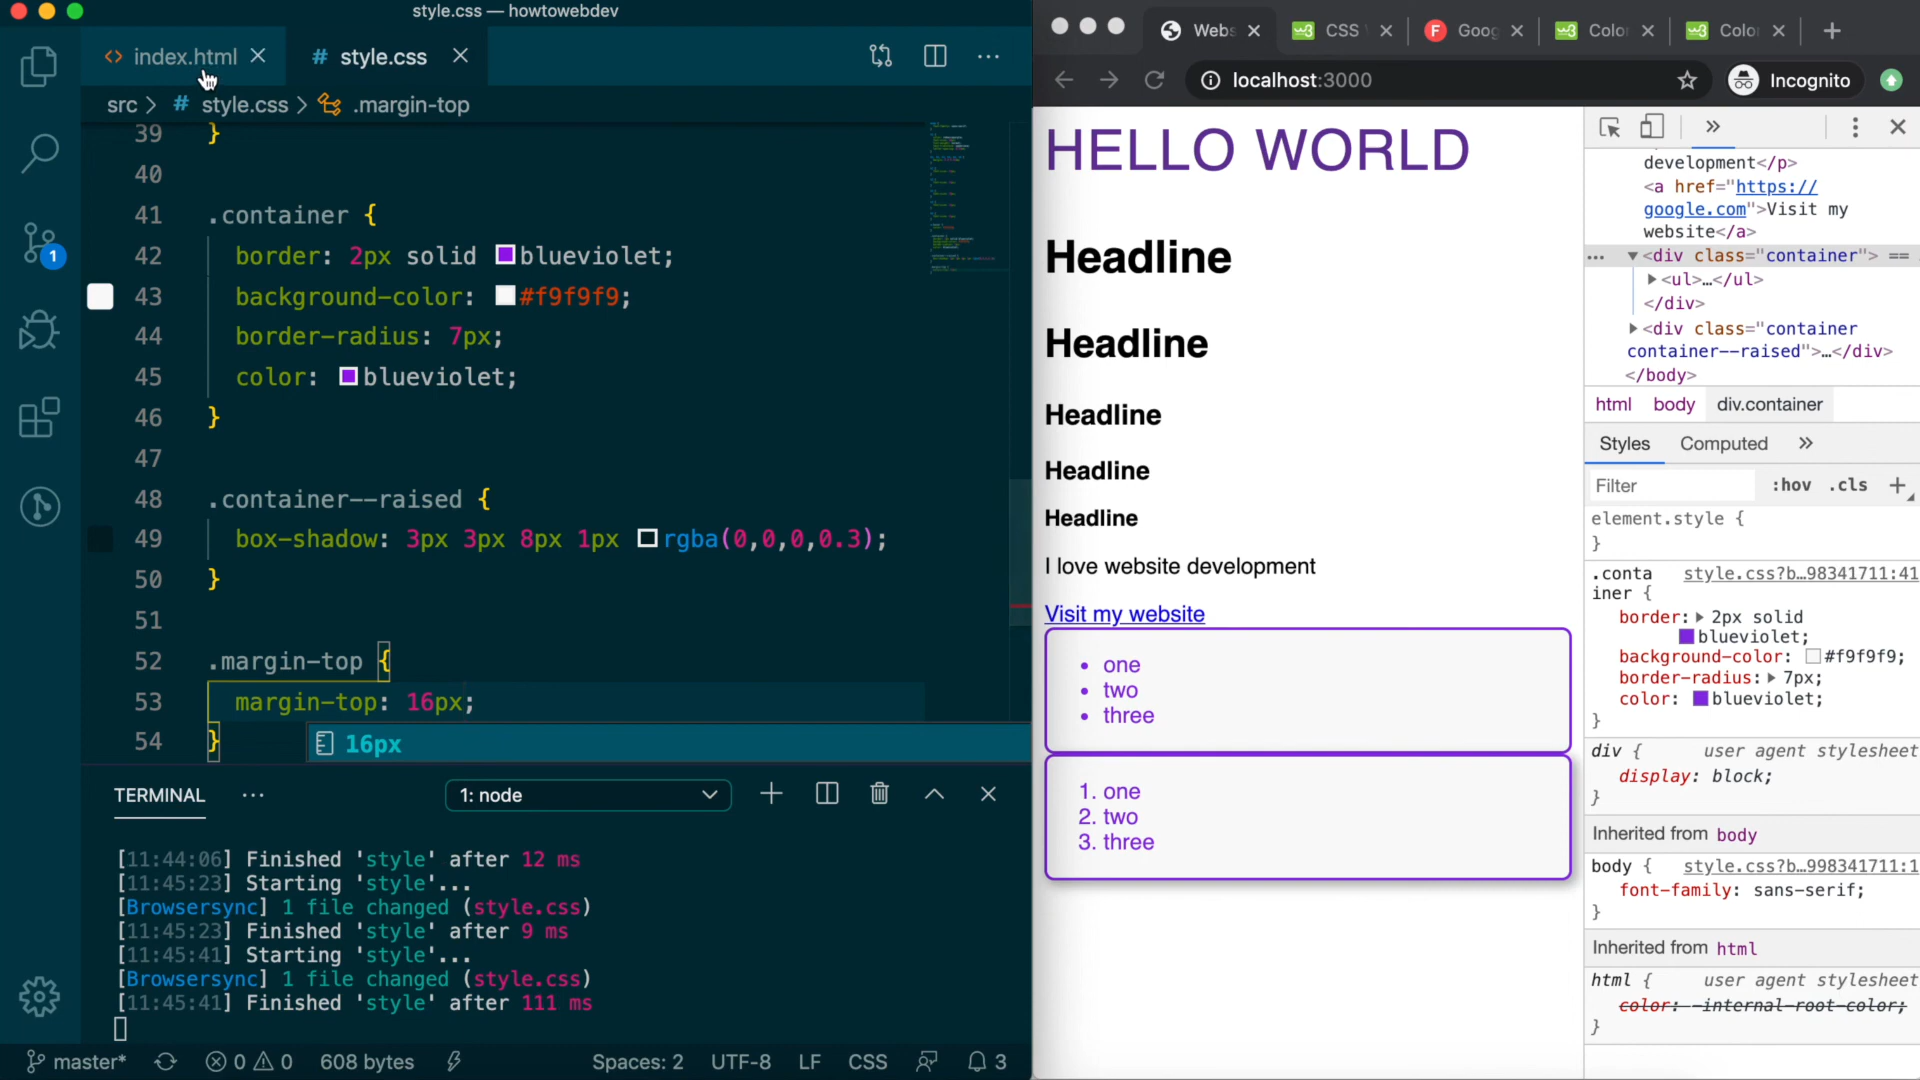 style.css — howtowebdev
<> index.html ×
# style.css ×
src > # style.css > .margin-top
39 }
40
41 .container {
42 border: 2px solid blueviolet;
43 background-color: #f9f9f9;
44 border-radius: 7px;
45 color: blueviolet;
46 }
47
48 .container--raised {
49 box-shadow: 3px 3px 8px 1px rgba(0,0,0,0.3);
50 }
51
52 .margin-top {
53 margin-top: 16px;
54 }
16px
1
TERMINAL ...
1: node
[11:44:06] Finished 'style' after 12 ms
[11:45:23] Starting 'style'...
[Browsersync] 1 file changed (style.css)
[11:45:23] Finished 'style' after 9 ms
[11:45:41] Starting 'style'...
[Browsersync] 1 file changed (style.css)
[11:45:41] Finished 'style' after 111 ms
master* 0 0 608 bytes Spaces: 2 UTF-8 LF CSS 3
Webs
CSS
Goog
Colo
Colo
localhost:3000
Incognito
HELLO WORLD
Headline
Headline
Headline
Headline
Headline
I love website development
Visit my website
• one
• two
• three
1. one
2. two
3. three
development</p>
<a href="https://
google.com">Visit my
website</a>
... ▼<div class="container"> ==
▶<ul>…</ul>
</div>
▶<div class="container
container--raised">…</div>
</body>
html body div.container
Styles Computed »
Filter :hov .cls +
element.style {
}
.conta style.css?b…98341711:41
iner {
border:▶ 2px solid
blueviolet;
background-color: #f9f9f9;
border-radius:▶ 7px;
color: blueviolet;
}
div { user agent stylesheet
display: block;
}
Inherited from body
body { style.css?b…998341711:1
font-family: sans-serif;
}
Inherited from html
html { user agent stylesheet
color: -internal-root-color;
}